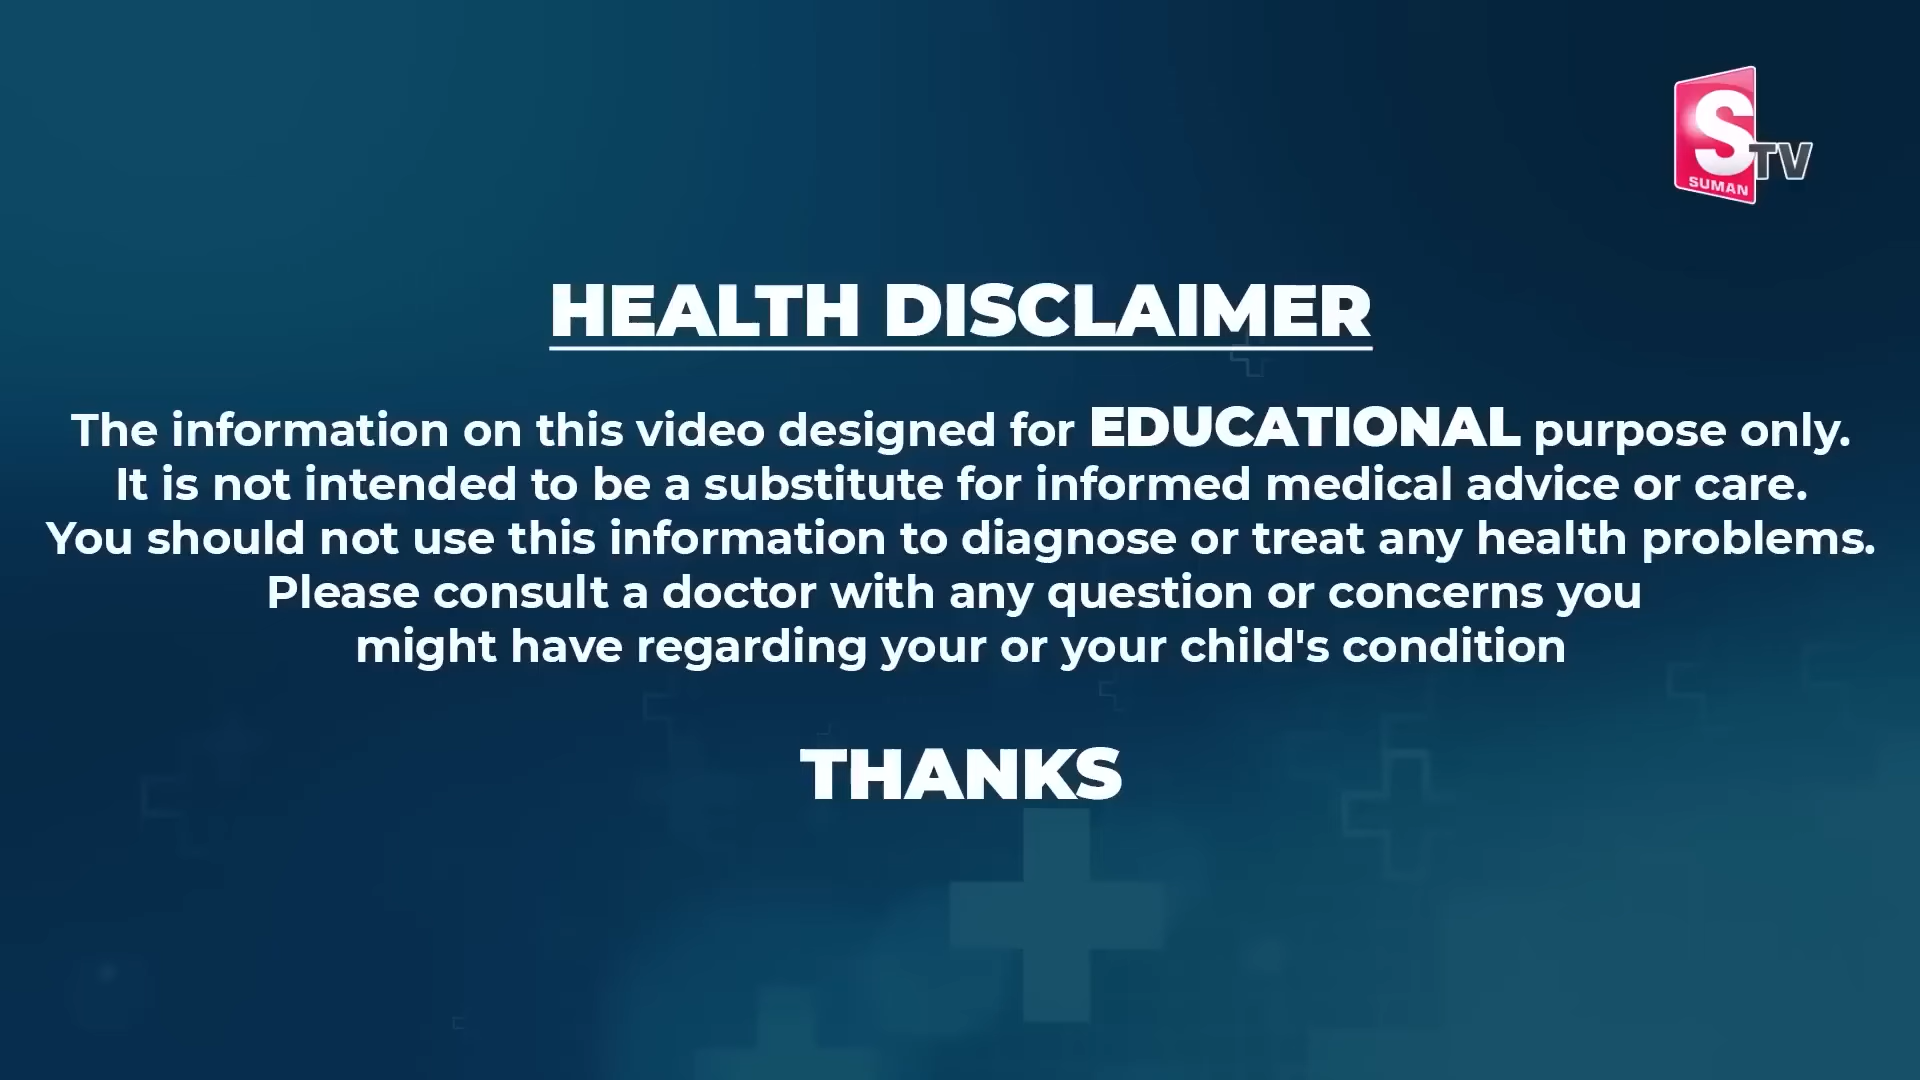 S TV
SUMAN
HEALTH DISCLAIMER
The information on this video designed for EDUCATIONAL purpose only.
It is not intended to be a substitute for informed medical advice or care.
You should not use this information to diagnose or treat any health problems.
Please consult a doctor with any question or concerns you
might have regarding your or your child's condition
THANKS